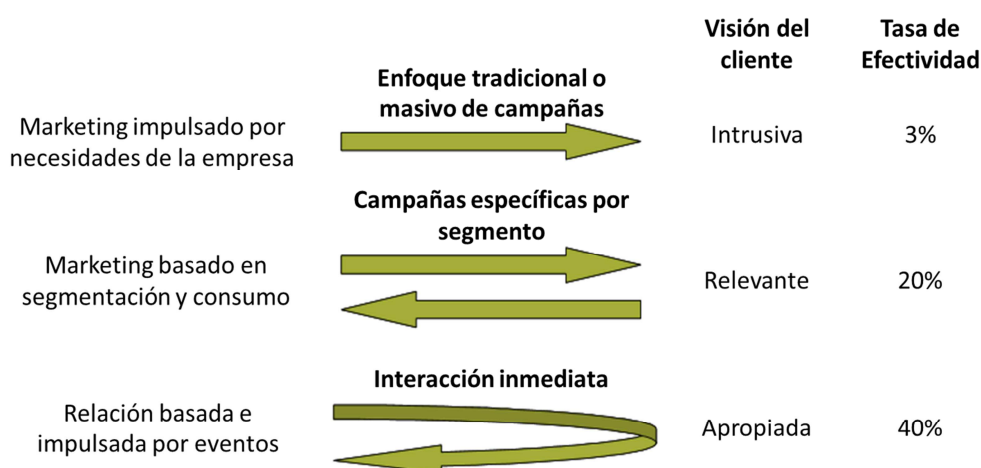 Visión del
cliente
Tasa de
Efectividad
Enfoque tradicional o
masivo de campañas
Marketing impulsado por
necesidades de la empresa
Intrusiva
3%
Campañas específicas por
segmento
Marketing basado en
segmentación y consumo
Relevante
20%
Interacción inmediata
Relación basada e
impulsada por eventos
Apropiada
40%